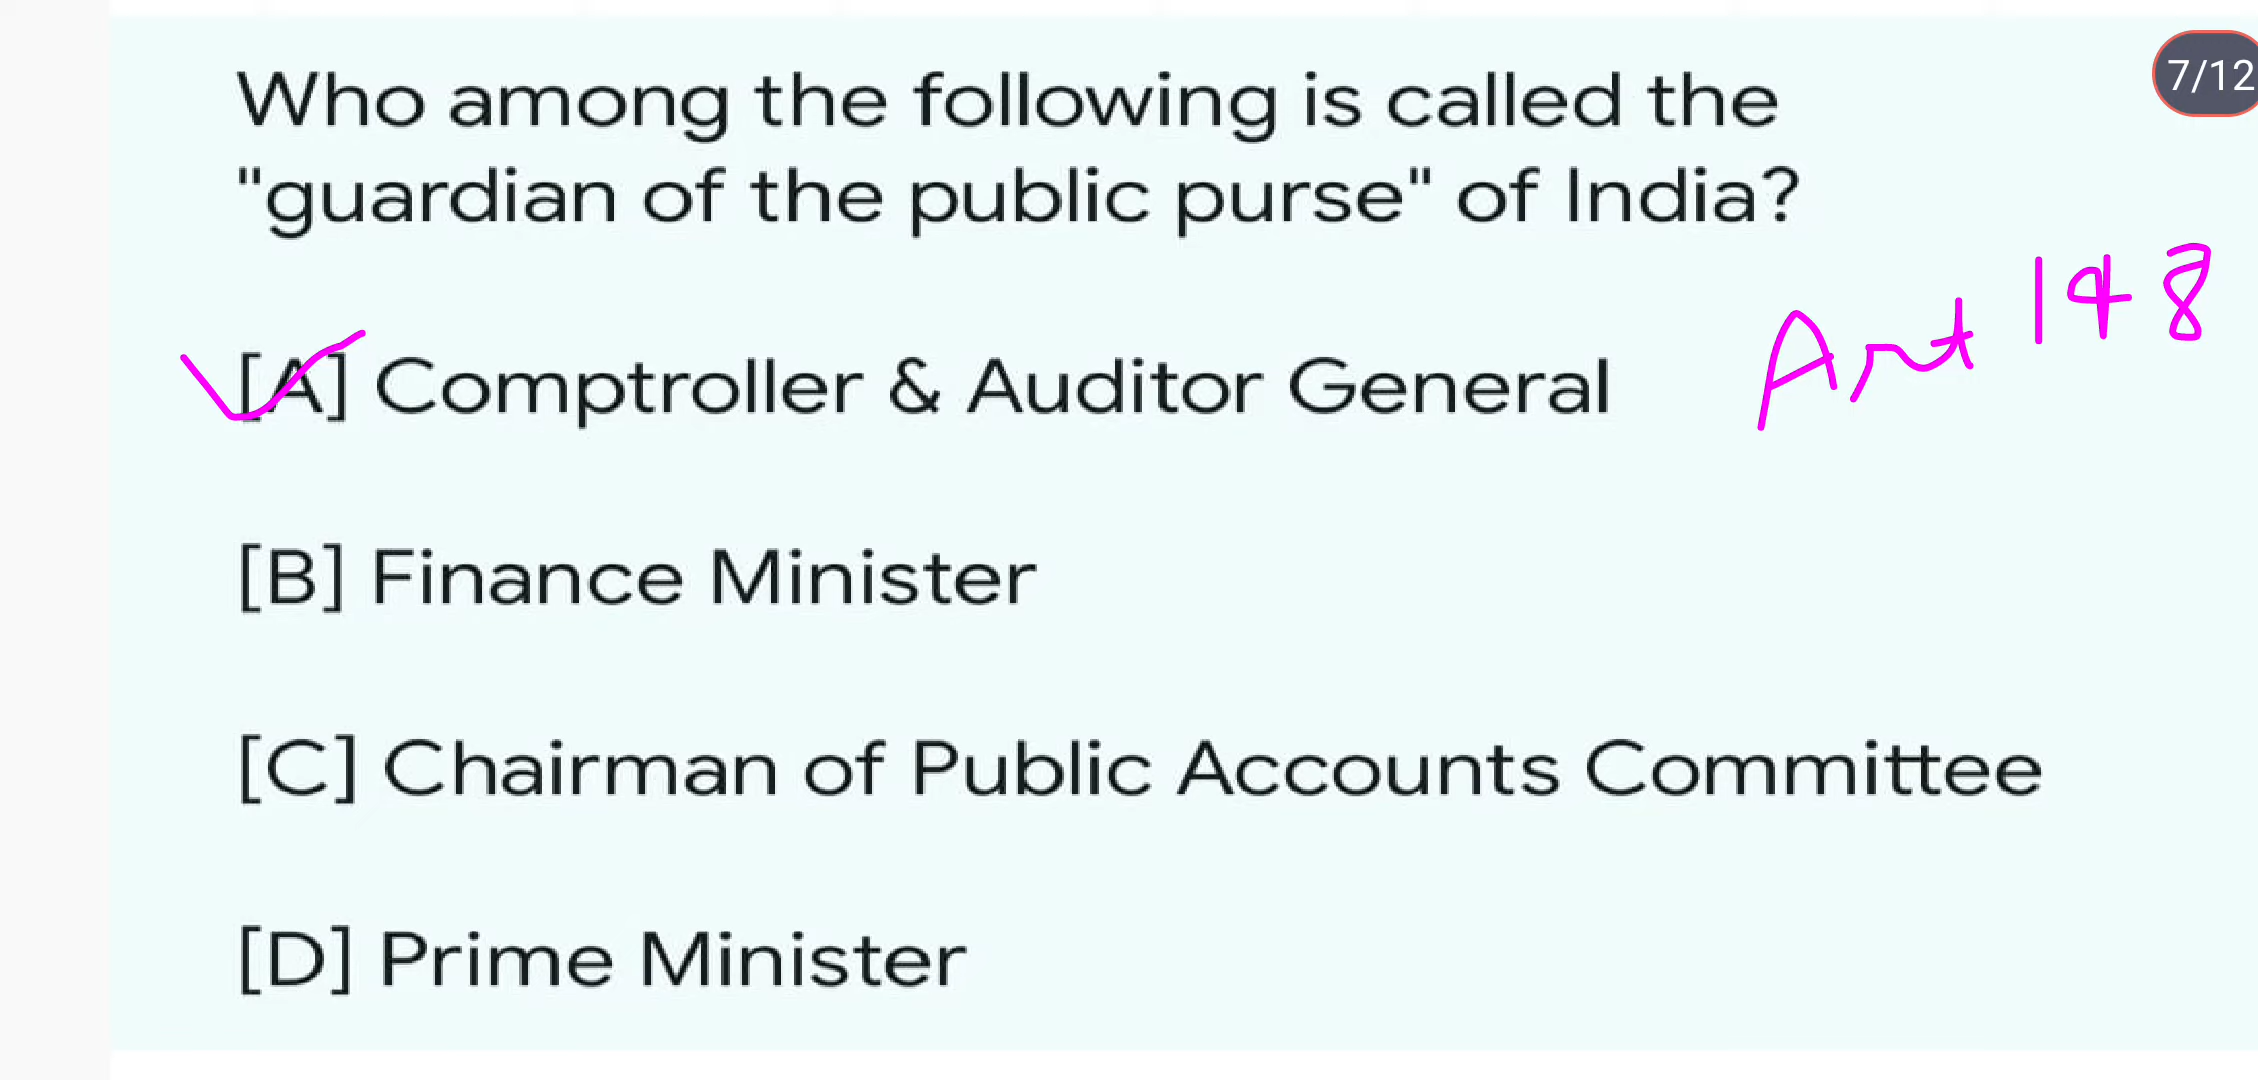 7/12
Who among the following is called the
"guardian of the public purse" of India?
Art 148
[A] Comptroller & Auditor General
[B] Finance Minister
[C] Chairman of Public Accounts Committee
[D] Prime Minister